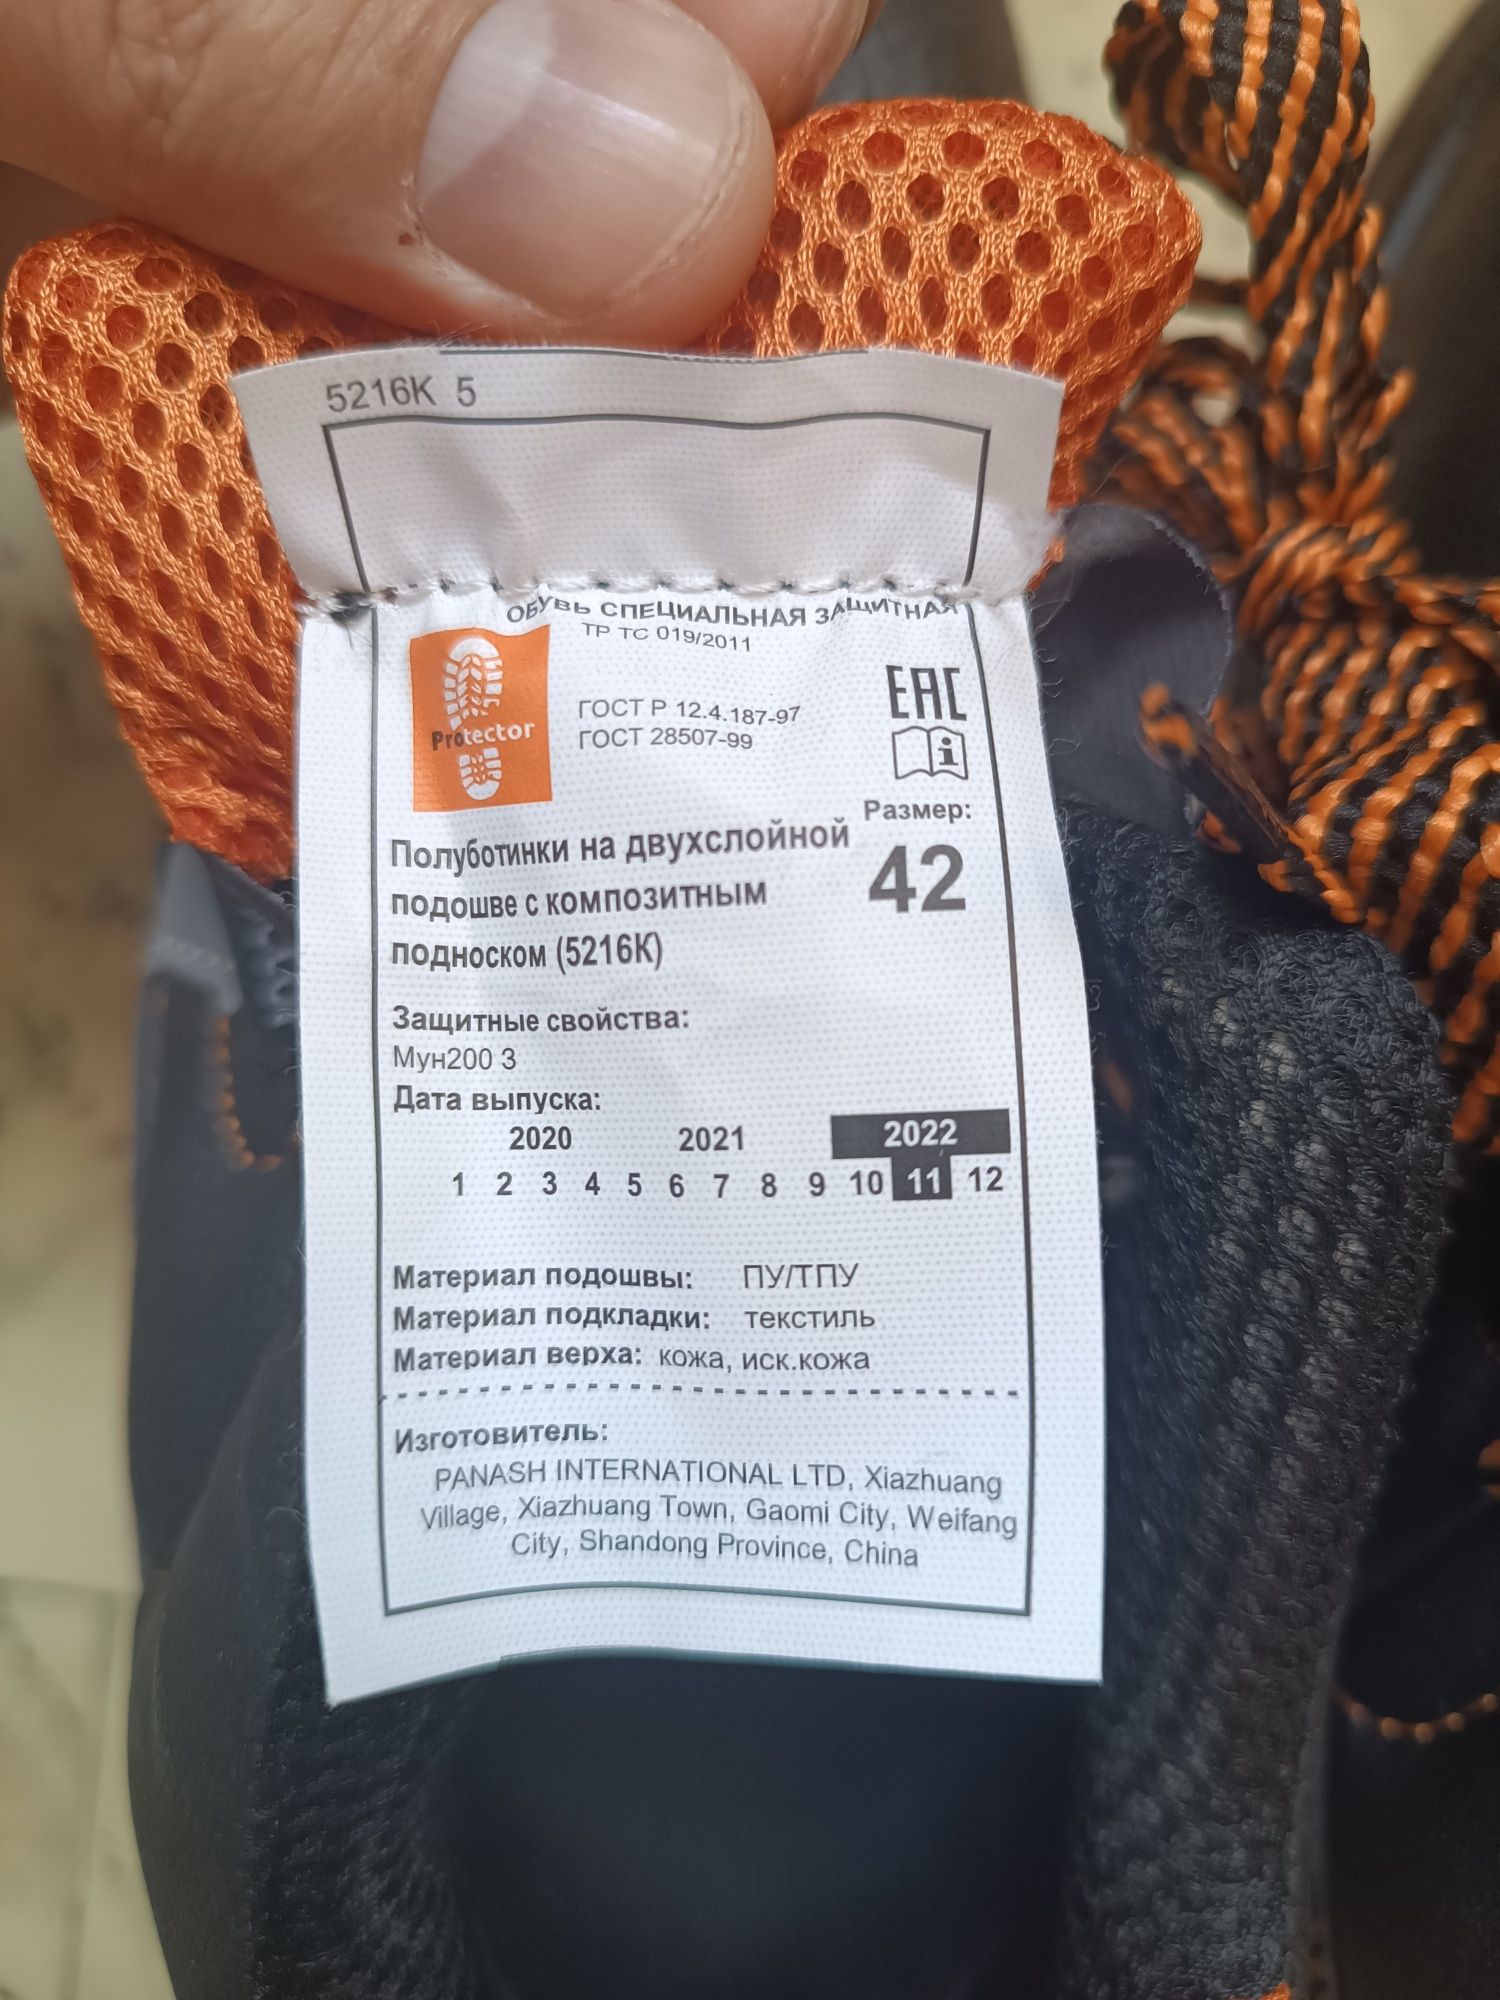 5216K 5
ОБУВЬ СПЕЦИАЛЬНАЯ ЗАЩИТНАЯ
ТР ТС 019/2011
EAC
ГОСТ Р 12.4.187-97
ГОСТ 28507-99
Protector
Размер:
42
Полуботинки на двухслойной
подошве с композитным
подноском (5216К)
Защитные свойства:
Мун200 З
Дата выпуска:
2020 2021 2022
1 2 3 4 5 6 7 8 9 10 11 12
Материал подошвы: ПУ/ТПУ
Материал подкладки: текстиль
Материал верха: кожа, иск.кожа
Изготовитель:
PANASH INTERNATIONAL LTD, Xiazhuang
Village, Xiazhuang Town, Gaomi City, Weifang
City, Shandong Province, China